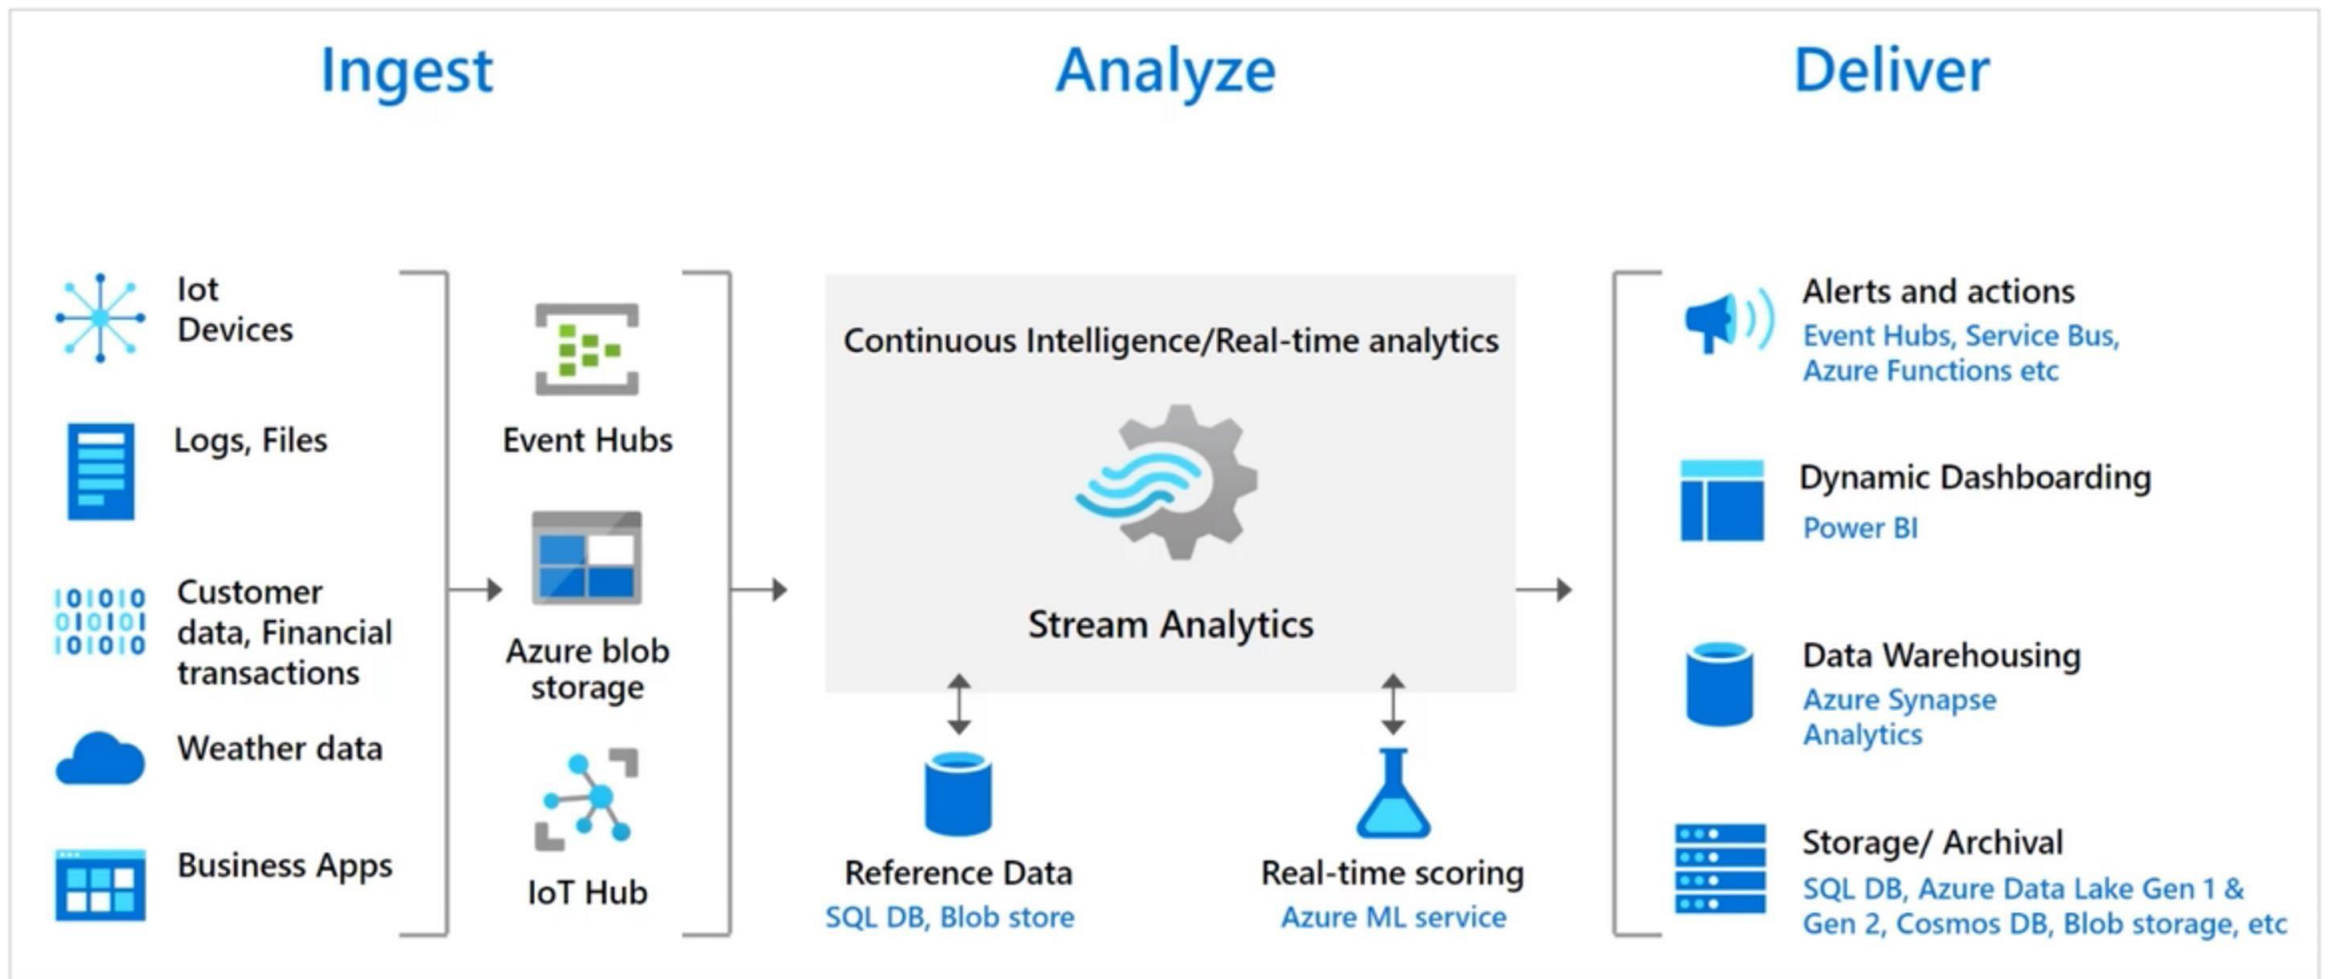 Ingest
Analyze
Deliver
Iot
Devices
Logs, Files
Customer
data, Financial
transactions
Weather data
Business Apps
Event Hubs
Azure blob
storage
IoT Hub
Continuous Intelligence/Real-time analytics
Stream Analytics
Reference Data
SQL DB, Blob store
Real-time scoring
Azure ML service
Alerts and actions
Event Hubs, Service Bus,
Azure Functions etc
Dynamic Dashboarding
Power BI
Data Warehousing
Azure Synapse
Analytics
Storage/ Archival
SQL DB, Azure Data Lake Gen 1 &
Gen 2, Cosmos DB, Blob storage, etc